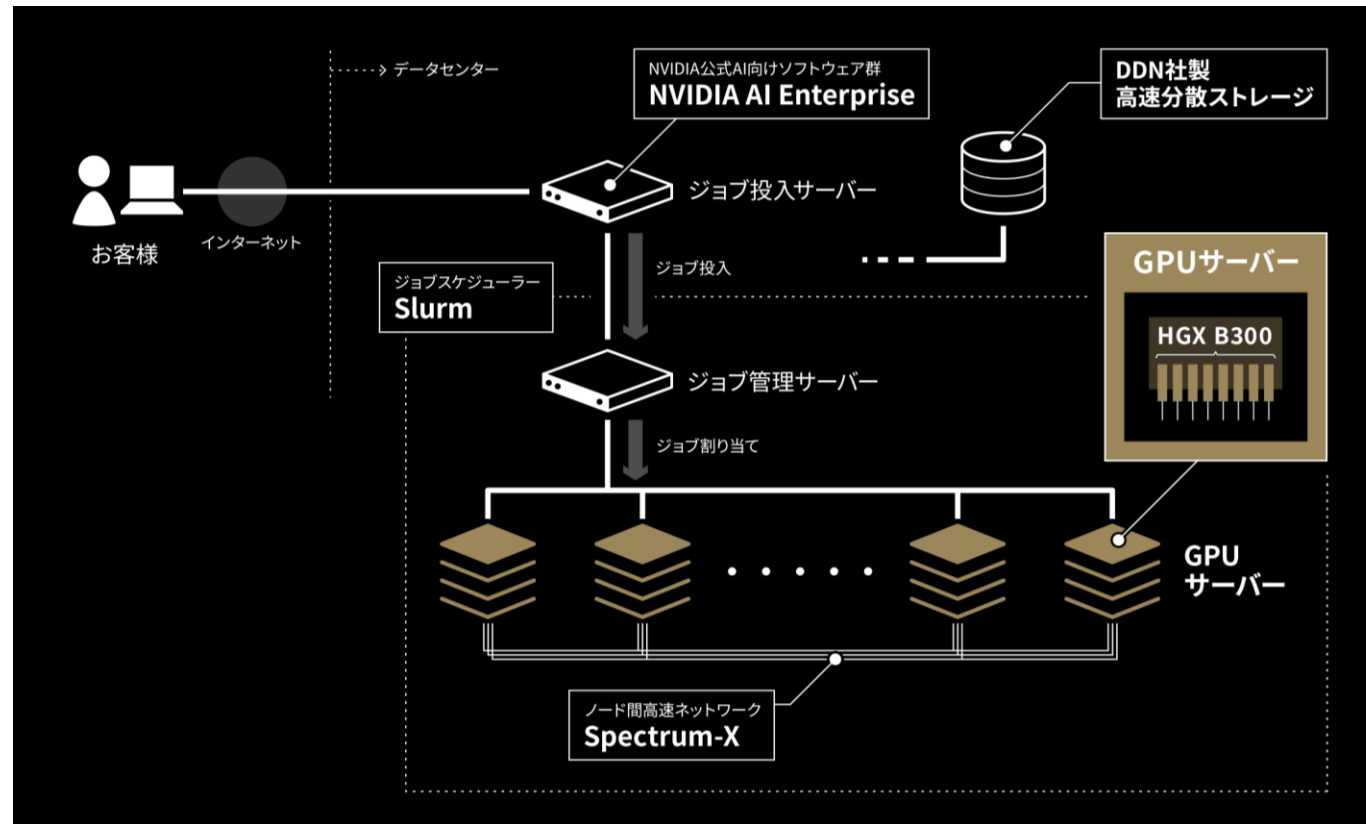 データセンター
NVIDIA公式AI向けソフトウェア群
NVIDIA AI Enterprise
DDN社製
高速分散ストレージ
ジョブ投入サーバー
お客様
インターネット
ジョブ投入
ジョブスケジューラー
Slurm
GPUサーバー
HGX B300
ジョブ管理サーバー
ジョブ割り当て
GPU
サーバー
ノード間高速ネットワーク
Spectrum-X